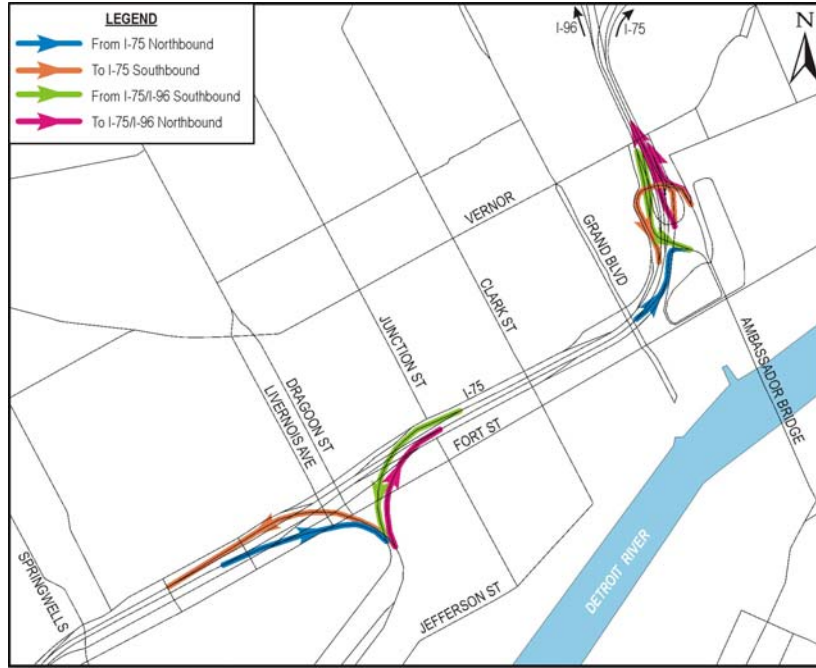 LEGEND
From I-75 Northbound
To I-75 Southbound
From I-75/I-96 Southbound
To I-75/I-96 Northbound
I-96
I-75
N
VERNOR
GRAND BLVD
CLARK ST
JUNCTION ST
DRAGOON ST
LIVERNOIS AVE
I-75
FORT ST
AMBASSADOR BRIDGE
SPRINGWELLS
JEFFERSON ST
DETROIT RIVER